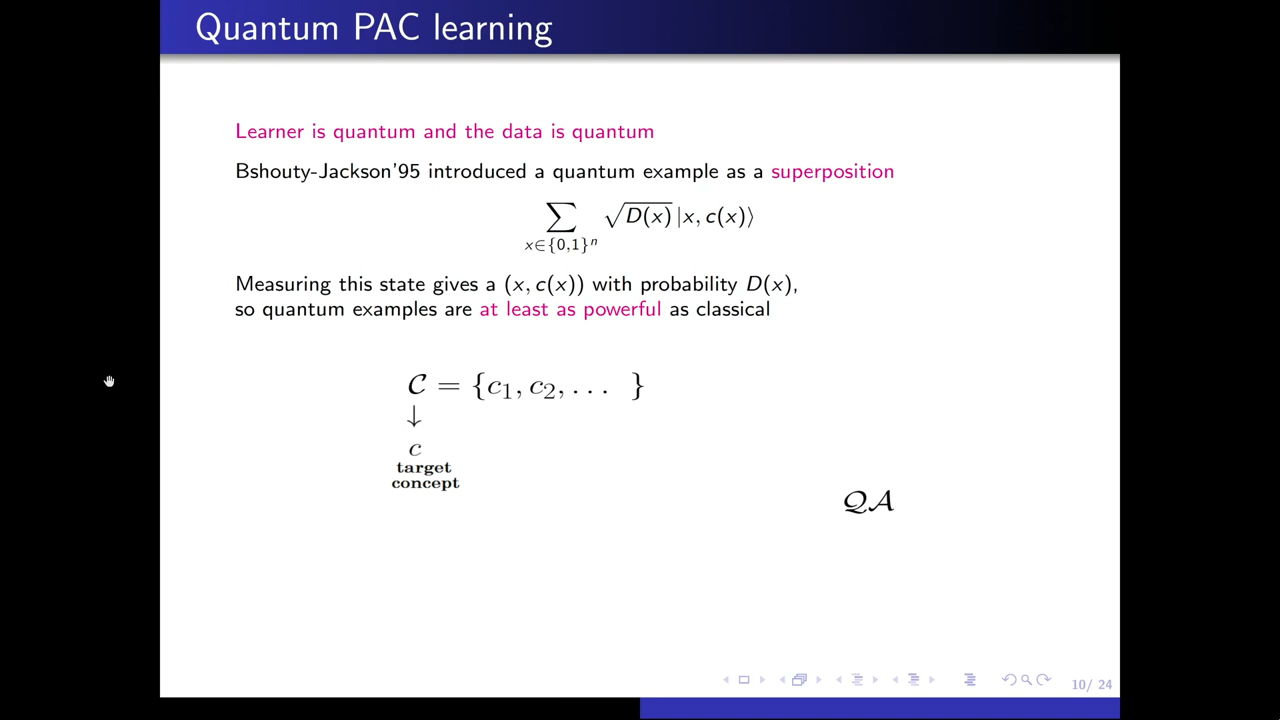 Quantum PAC learning
Learner is quantum and the data is quantum
Bshouty-Jackson'95 introduced a quantum example as a superposition
∑ √D(x) |x, c(x)⟩
x∈{0,1}ⁿ
Measuring this state gives a (x, c(x)) with probability D(x),
so quantum examples are at least as powerful as classical
𝒞 = {c₁, c₂, . . . }
↓
c
target
concept
𝒬𝒜
10/ 24